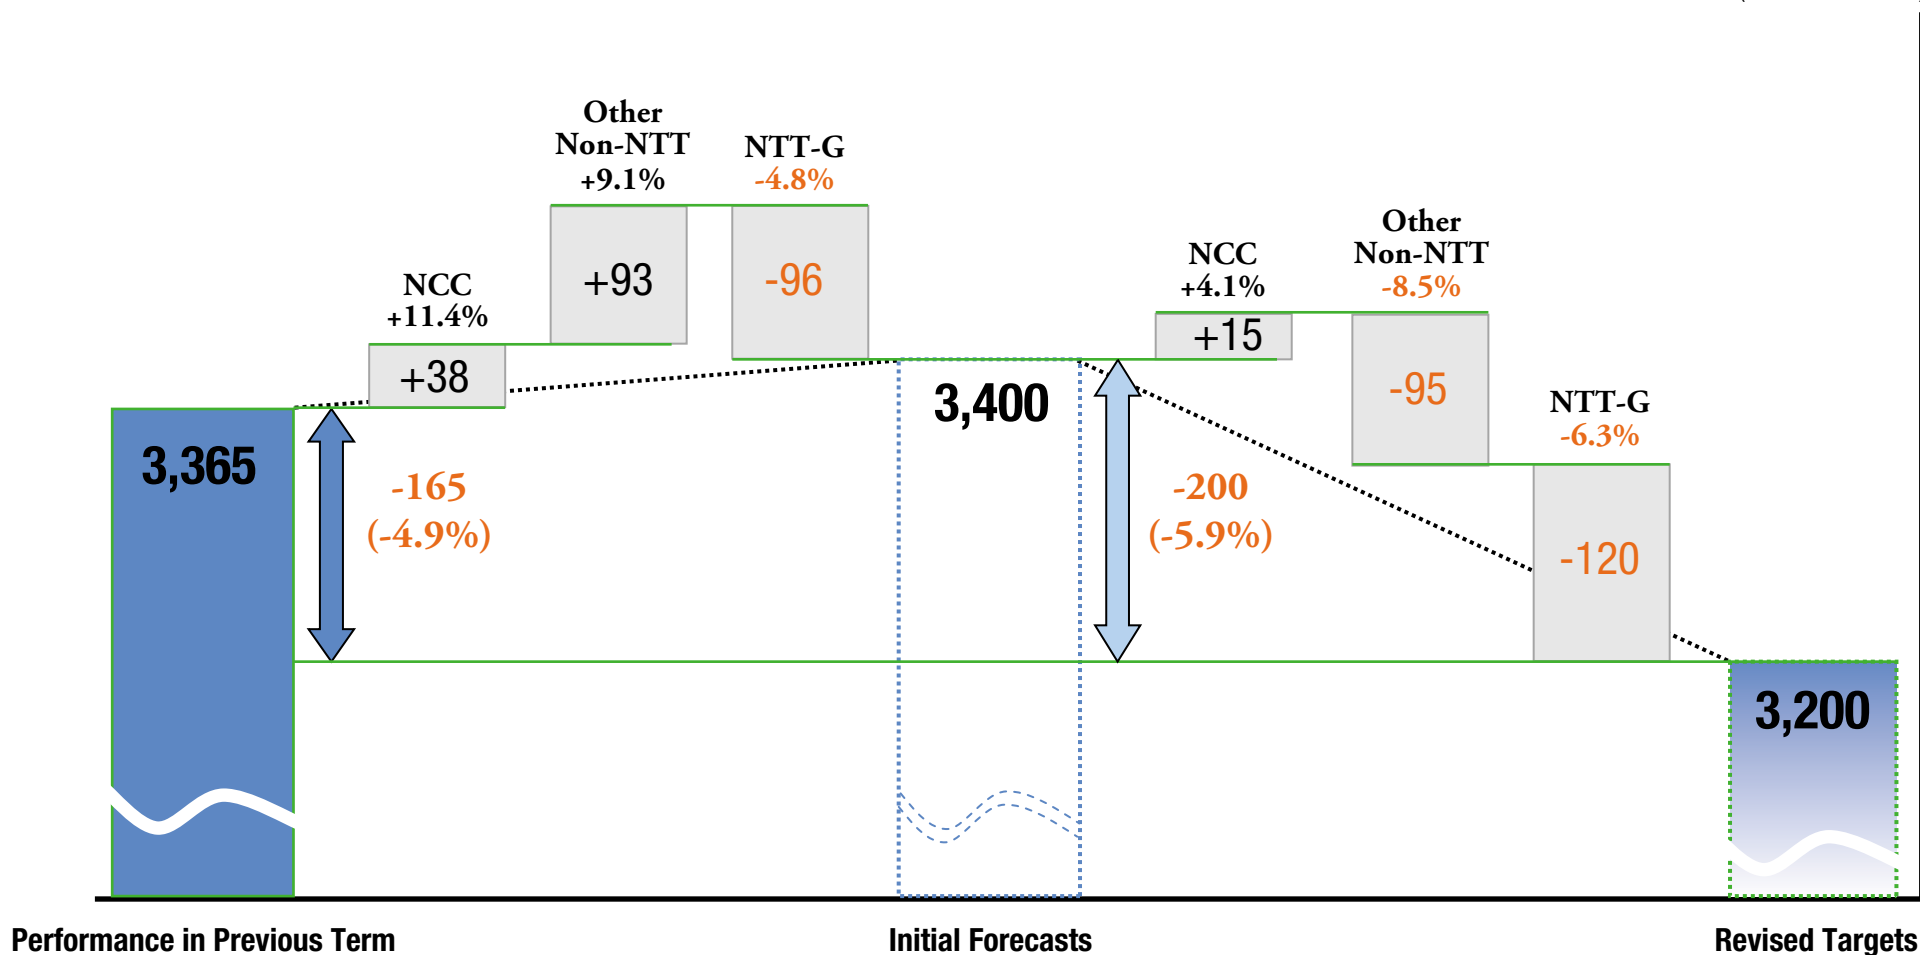 Other
Non-NTT
+9.1%
NTT-G
-4.8%
NCC
+11.4%
+93
-96
+38
Other
Non-NTT
-8.5%
NCC
+4.1%
+15
-95
NTT-G
-6.3%
-120
3,365
-165
(-4.9%)
3,400
-200
(-5.9%)
3,200
Performance in Previous Term
Initial Forecasts
Revised Targets